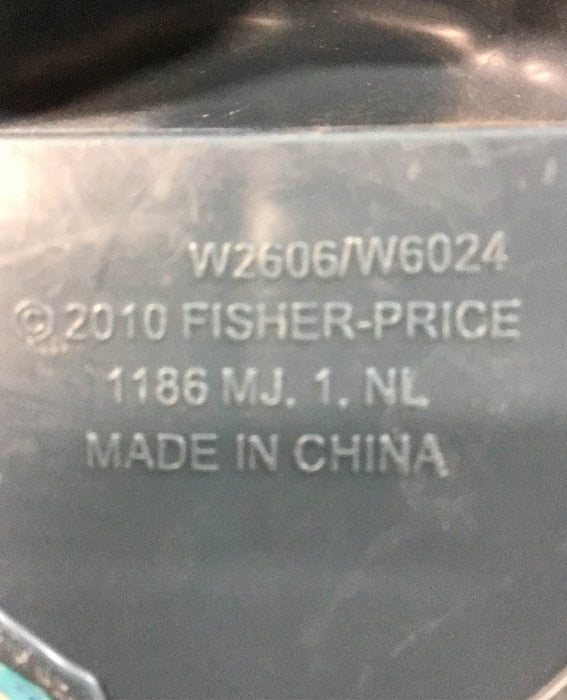 W2606/W6024
© 2010 FISHER-PRICE
1186 MJ. 1. NL
MADE IN CHINA